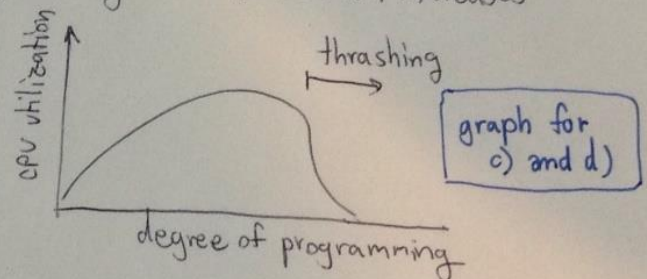 thrashing
cpu utilization
graph for
c) and d)
degree of programming